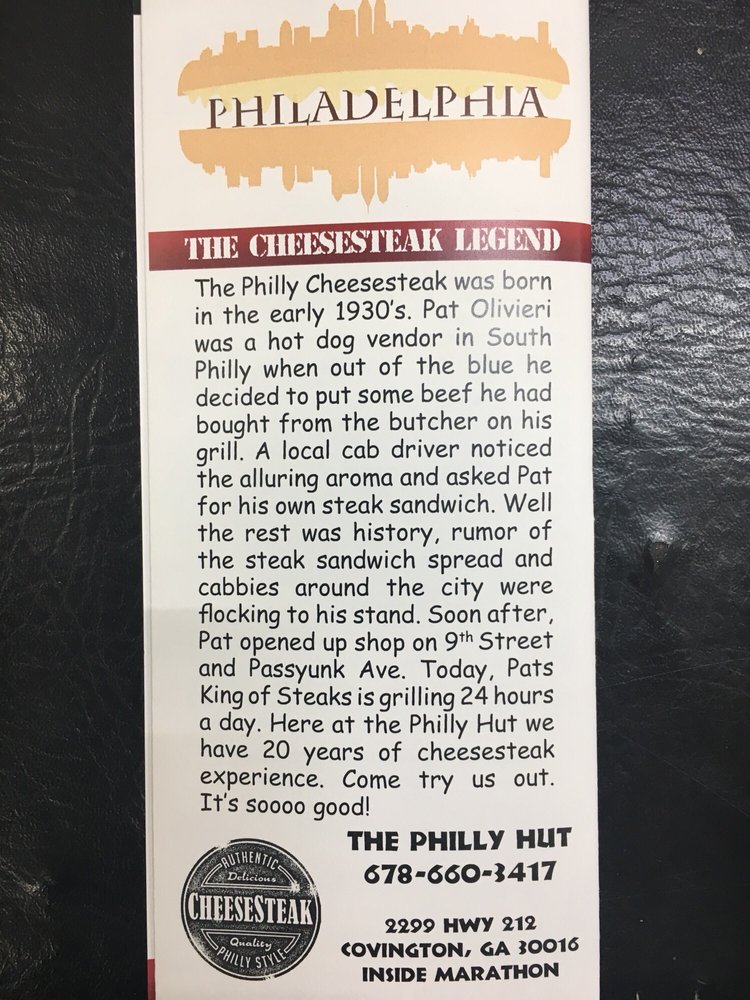 PHILADELPHIA
THE CHEESESTEAK LEGEND
The Philly Cheesesteak was born
in the early 1930's. Pat Olivieri
was a hot dog vendor in South
Philly when out of the blue he
decided to put some beef he had
bought from the butcher on his
grill. A local cab driver noticed
the alluring aroma and asked Pat
for his own steak sandwich. Well
the rest was history, rumor of
the steak sandwich spread and
cabbies around the city were
flocking to his stand. Soon after,
Pat opened up shop on 9th Street
and Passyunk Ave. Today, Pats
King of Steaks is grilling 24 hours
a day. Here at the Philly Hut we
have 20 years of cheesesteak
experience. Come try us out.
It's soooo good!
AUTHENTIC
Delicious
CHEESESTEAK
Quality
PHILLY STYLE
THE PHILLY HUT
678-660-3417
2299 HWY 212
COVINGTON, GA 30016
INSIDE MARATHON